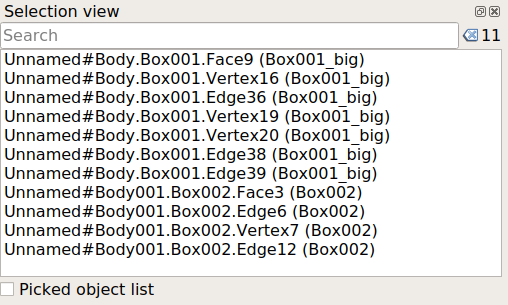 Selection view
Search
11
Unnamed#Body.Box001.Face9 (Box001_big)
Unnamed#Body.Box001.Vertex16 (Box001_big)
Unnamed#Body.Box001.Edge36 (Box001_big)
Unnamed#Body.Box001.Vertex19 (Box001_big)
Unnamed#Body.Box001.Vertex20 (Box001_big)
Unnamed#Body.Box001.Edge38 (Box001_big)
Unnamed#Body.Box001.Edge39 (Box001_big)
Unnamed#Body001.Box002.Face3 (Box002)
Unnamed#Body001.Box002.Edge6 (Box002)
Unnamed#Body001.Box002.Vertex7 (Box002)
Unnamed#Body001.Box002.Edge12 (Box002)
Picked object list